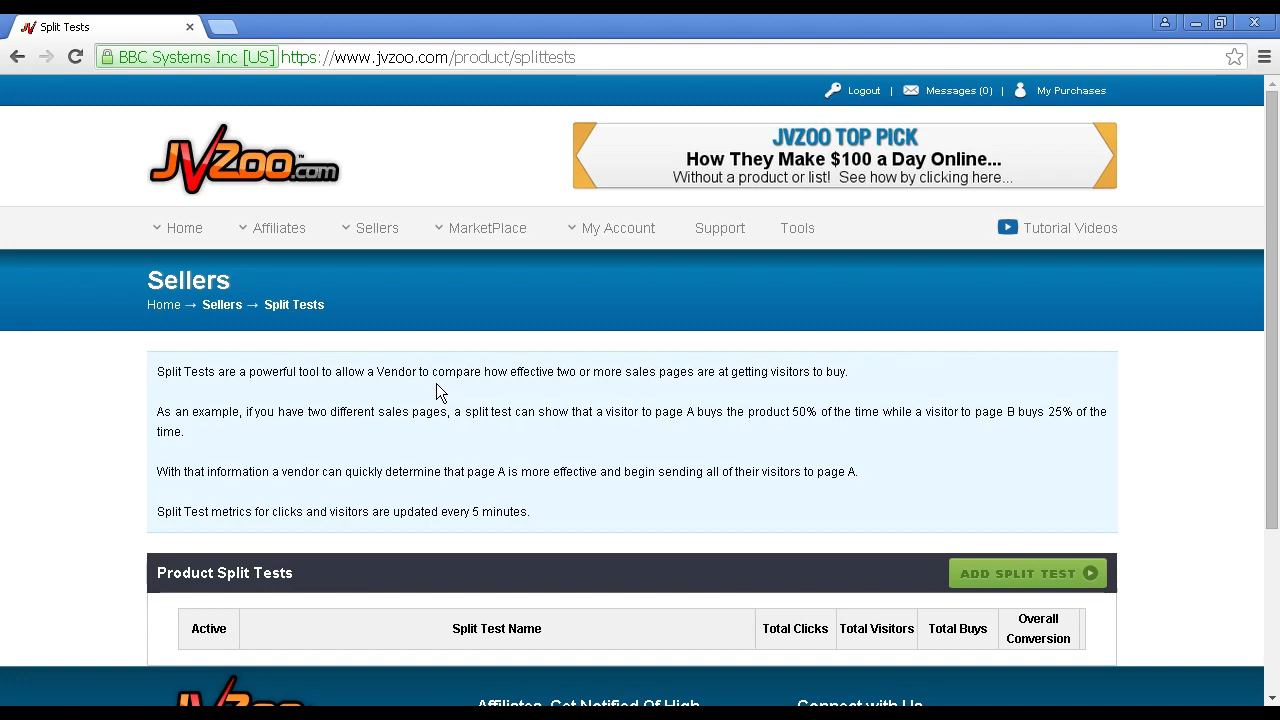 Split Tests
BBC Systems Inc [US] https://www.jvzoo.com/product/splittests
Logout | Messages (0) | My Purchases
JVZoo.com
JVZOO TOP PICK
How They Make $100 a Day Online...
Without a product or list! See how by clicking here...
Home Affiliates Sellers MarketPlace My Account Support Tools Tutorial Videos
Sellers
Home → Sellers → Split Tests
Split Tests are a powerful tool to allow a Vendor to compare how effective two or more sales pages are at getting visitors to buy.
As an example, if you have two different sales pages, a split test can show that a visitor to page A buys the product 50% of the time while a visitor to page B buys 25% of the
time.
With that information a vendor can quickly determine that page A is more effective and begin sending all of their visitors to page A.
Split Test metrics for clicks and visitors are updated every 5 minutes.
Product Split Tests ADD SPLIT TEST
Active Split Test Name Total Clicks Total Visitors Total Buys Overall
Conversion
Affiliates, Get Notified Of High Connect with Us